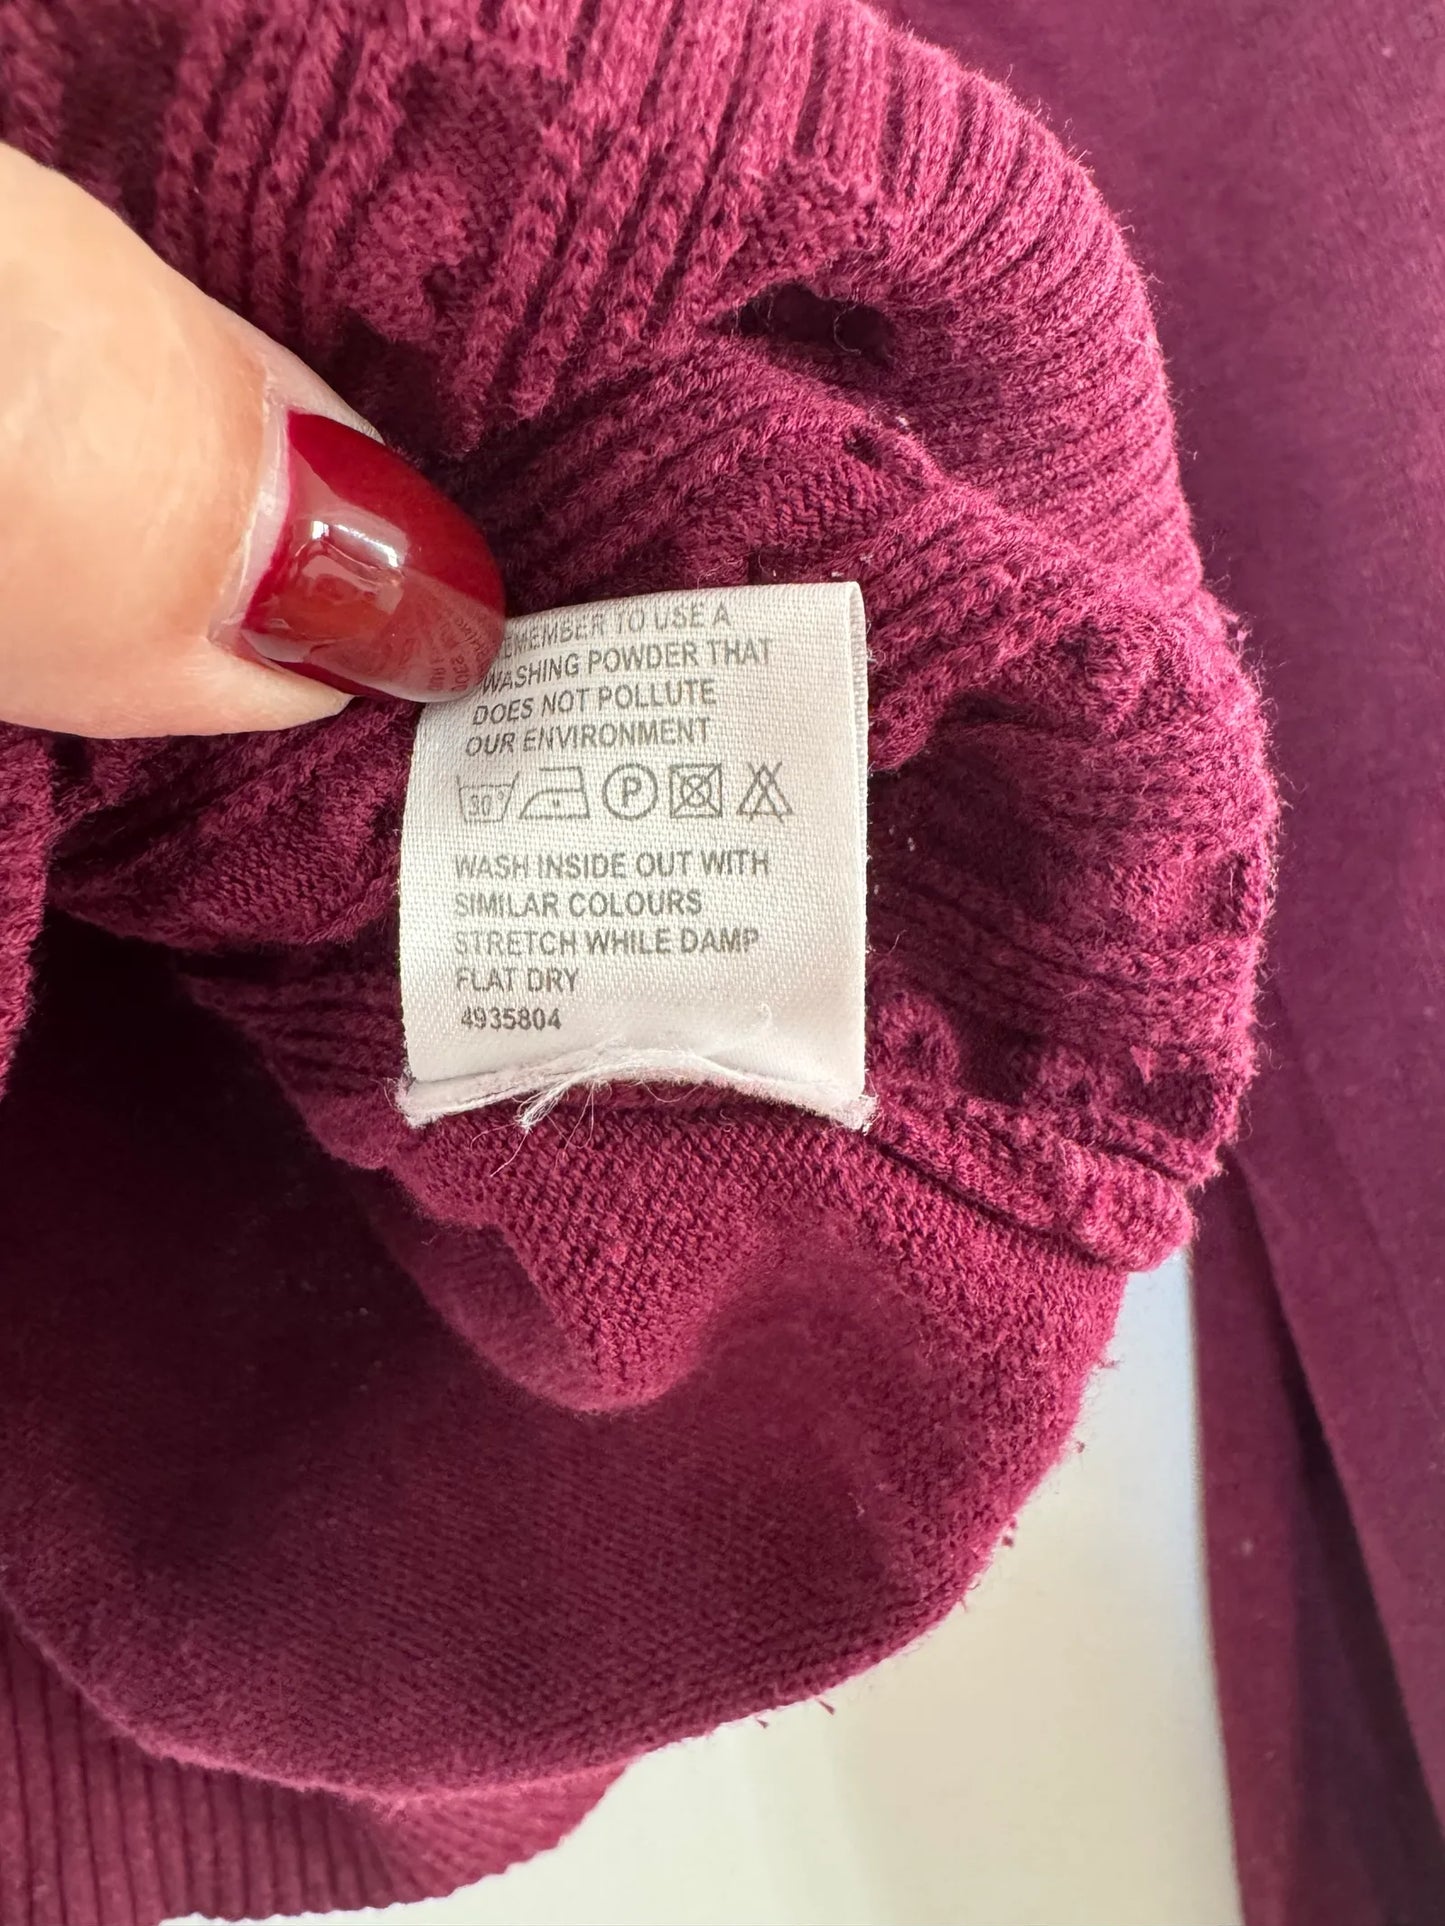 REMEMBER TO USE A
WASHING POWDER THAT
DOES NOT POLLUTE
OUR ENVIRONMENT
30° P
WASH INSIDE OUT WITH
SIMILAR COLOURS
STRETCH WHILE DAMP
FLAT DRY
4935804